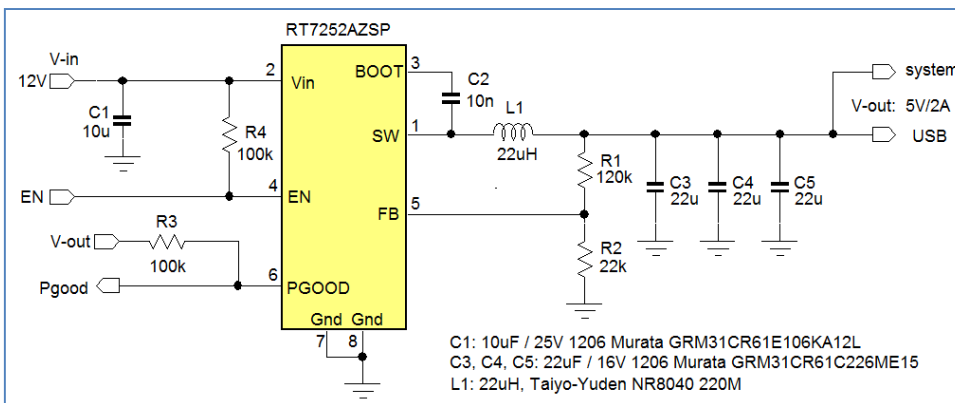 RT7252AZSP
V-in
12V
2
Vin
BOOT
3
C2
10n
C1
10u
R4
100k
SW
1
L1
22uH
system
V-out: 5V/2A
USB
R1
120k
C3
22u
C4
22u
C5
22u
EN
4
EN
FB
5
R3
V-out
100k
R2
22k
Pgood
6
PGOOD
Gnd
Gnd
7
8
C1: 10uF / 25V 1206 Murata GRM31CR61E106KA12L
C3, C4, C5: 22uF / 16V 1206 Murata GRM31CR61C226ME15
L1: 22uH, Taiyo-Yuden NR8040 220M